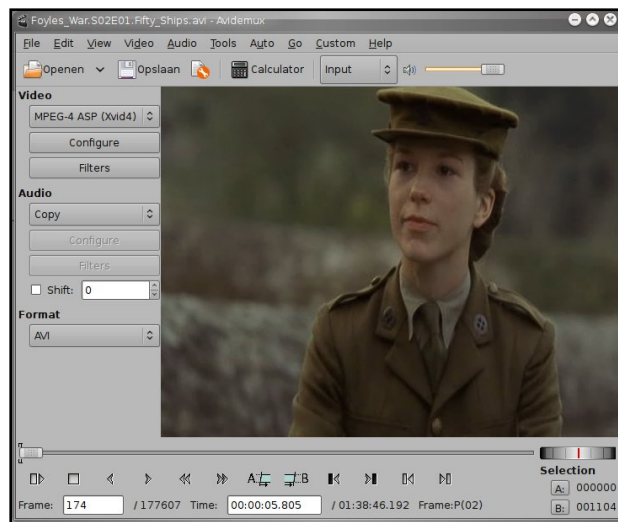 Foyles_War.S02E01.Fifty_Ships.avi - Avidemux
File Edit View Video Audio Tools Auto Go Custom Help
Openen Opslaan Calculator Input
Video
MPEG-4 ASP (Xvid4)
Configure
Filters
Audio
Copy
Configure
Filters
Shift: 0
Format
AVI
A: :B
Selection
A: 000000
Frame: 174 / 177607 Time: 00:00:05.805 / 01:38:46.192 Frame:P(02)
B: 001104